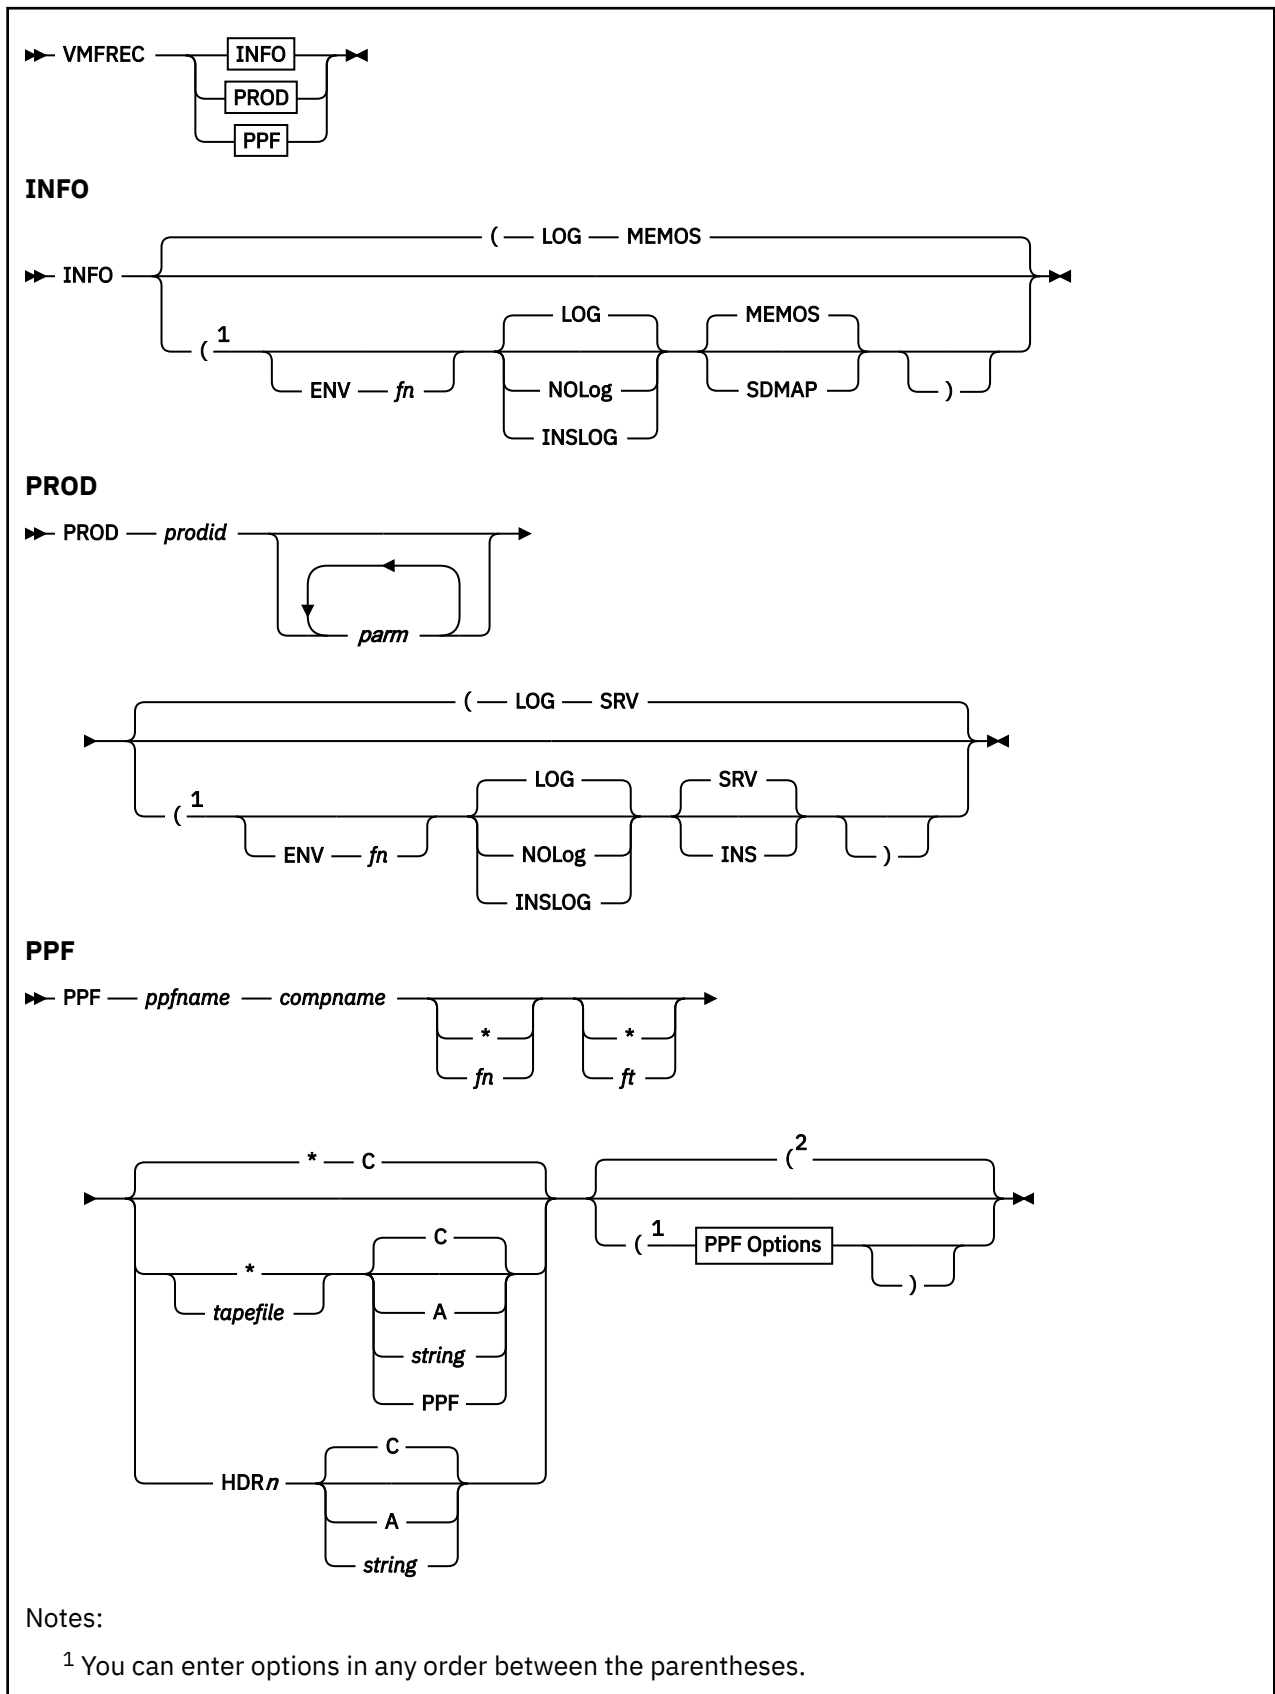 VMFREC INFO
PROD
PPF
INFO
( LOG MEMOS
INFO
LOG MEMOS
( 1
ENV fn NOLog SDMAP )
INSLOG
PROD
PROD prodid
parm
( LOG SRV
LOG SRV
( 1
ENV fn NOLog INS )
INSLOG
PPF
PPF ppfname compname
* *
fn ft
* C ( 2
C ( 1 PPF Options
* )
tapefile A
string
PPF
C
HDRn
A
string
Notes:
1 You can enter options in any order between the parentheses.